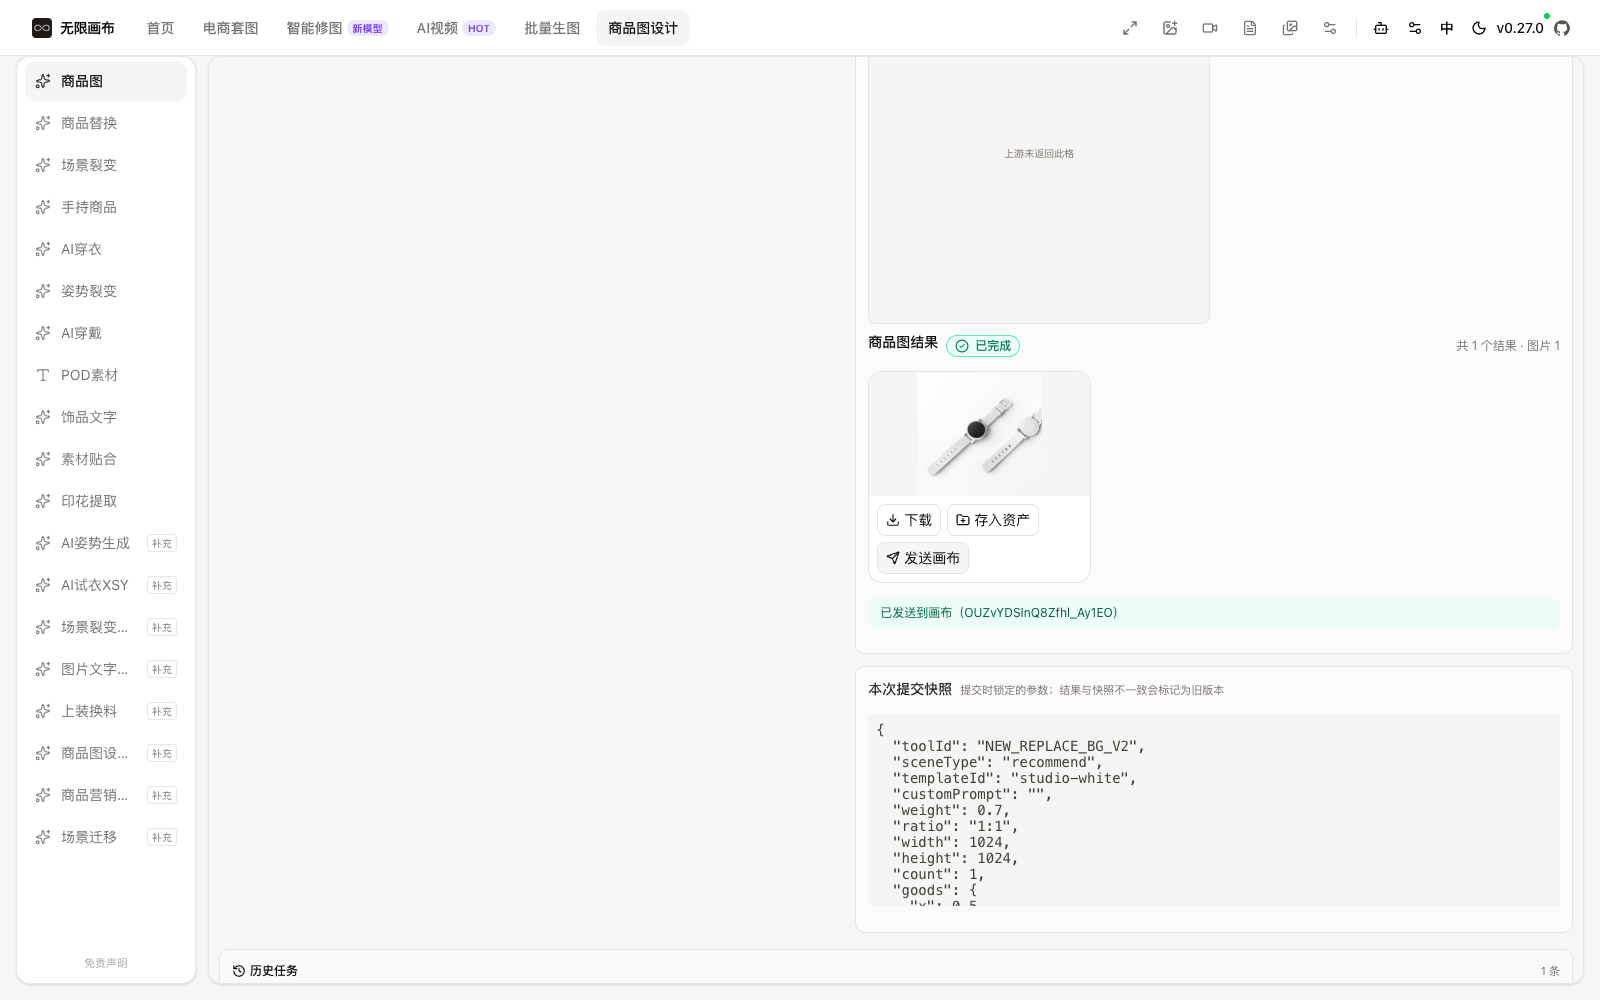 无限画布
首页
电商套图
智能修图 新模型
AI视频 HOT
批量生图
商品图设计
中
v0.27.0
商品图
商品替换
场景裂变
手持商品
AI穿衣
姿势裂变
AI穿戴
POD素材
饰品文字
素材贴合
印花提取
AI姿势生成 补充
AI试衣XSY 补充
场景裂变... 补充
图片文字... 补充
上装换料 补充
商品图设... 补充
商品营销... 补充
场景迁移 补充
免责声明
上游未返回此格
商品图结果 已完成
共 1 个结果 · 图片 1
下载 存入资产
发送画布
已发送到画布（OUZvYDSInQ8ZfhI_Ay1EO）
本次提交快照 提交时锁定的参数；结果与快照不一致会标记为旧版本
{
"toolId": "NEW_REPLACE_BG_V2",
"sceneType": "recommend",
"templateId": "studio-white",
"customPrompt": "",
"weight": 0.7,
"ratio": "1:1",
"width": 1024,
"height": 1024,
"count": 1,
"goods": {
"x": 0.5
历史任务
1 条